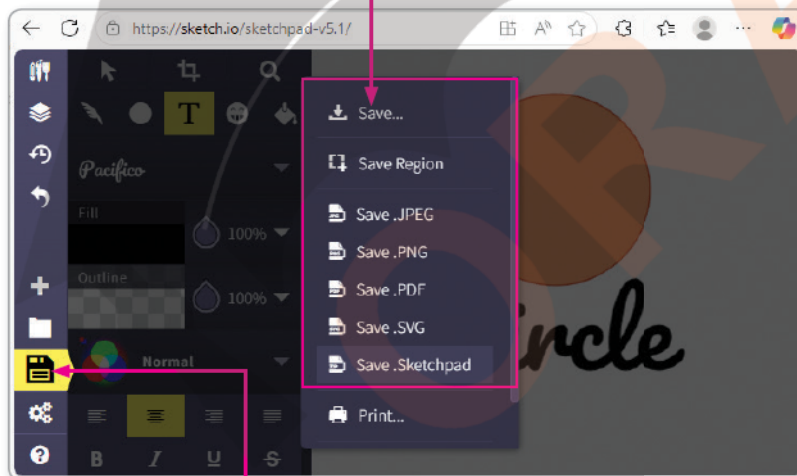 https://sketch.io/sketchpad-v5.1/
T
Pacifico
Fill
100%
Outline
100%
Normal
B I U S
Save...
Save Region
Save .JPEG
Save .PNG
Save .PDF
Save .SVG
Save .Sketchpad
Print...
ircle